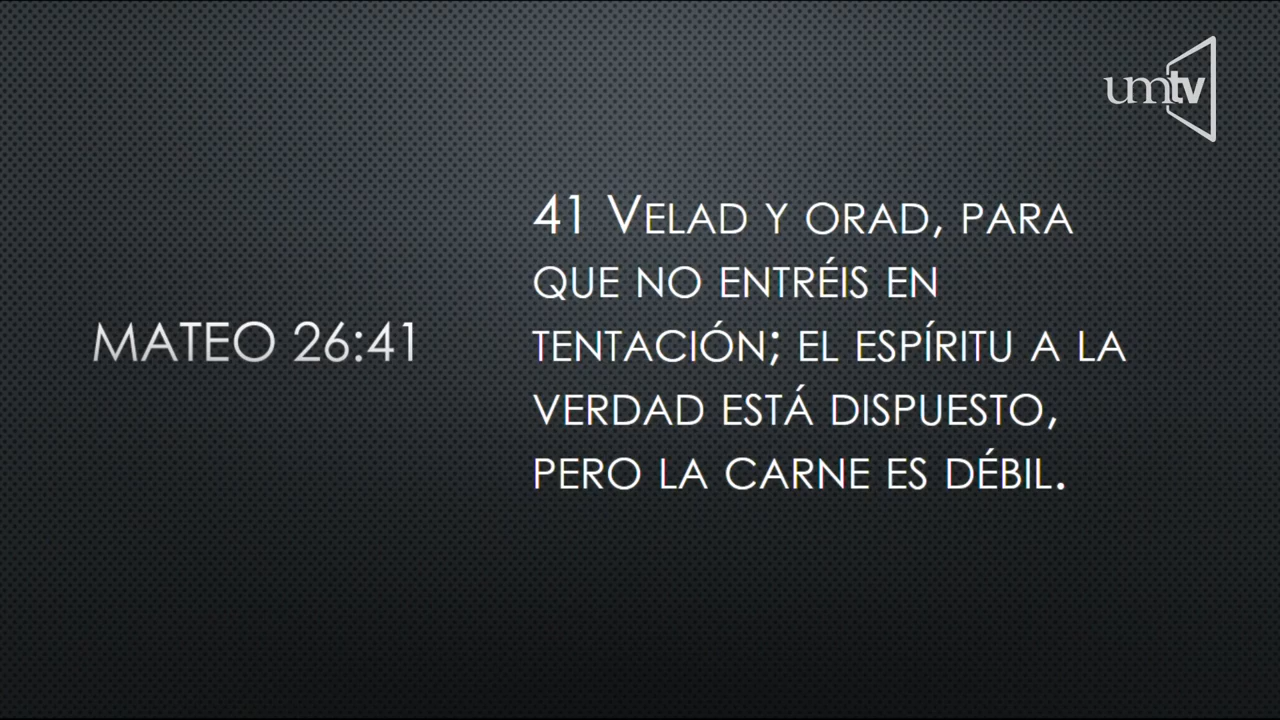 umtv
MATEO 26:41
41 VELAD Y ORAD, PARA
QUE NO ENTRÉIS EN
TENTACIÓN; EL ESPÍRITU A LA
VERDAD ESTÁ DISPUESTO,
PERO LA CARNE ES DÉBIL.